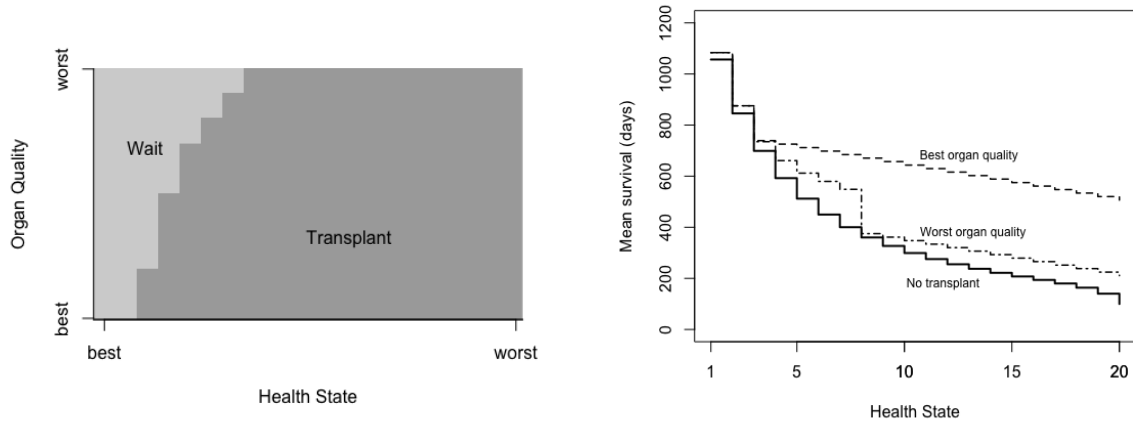 worst
Organ Quality
Wait
Transplant
best
best
worst
Health State
1200
1000
800
600
400
200
0
Mean survival (days)
Best organ quality
Worst organ quality
No transplant
1
5
10
15
20
Health State